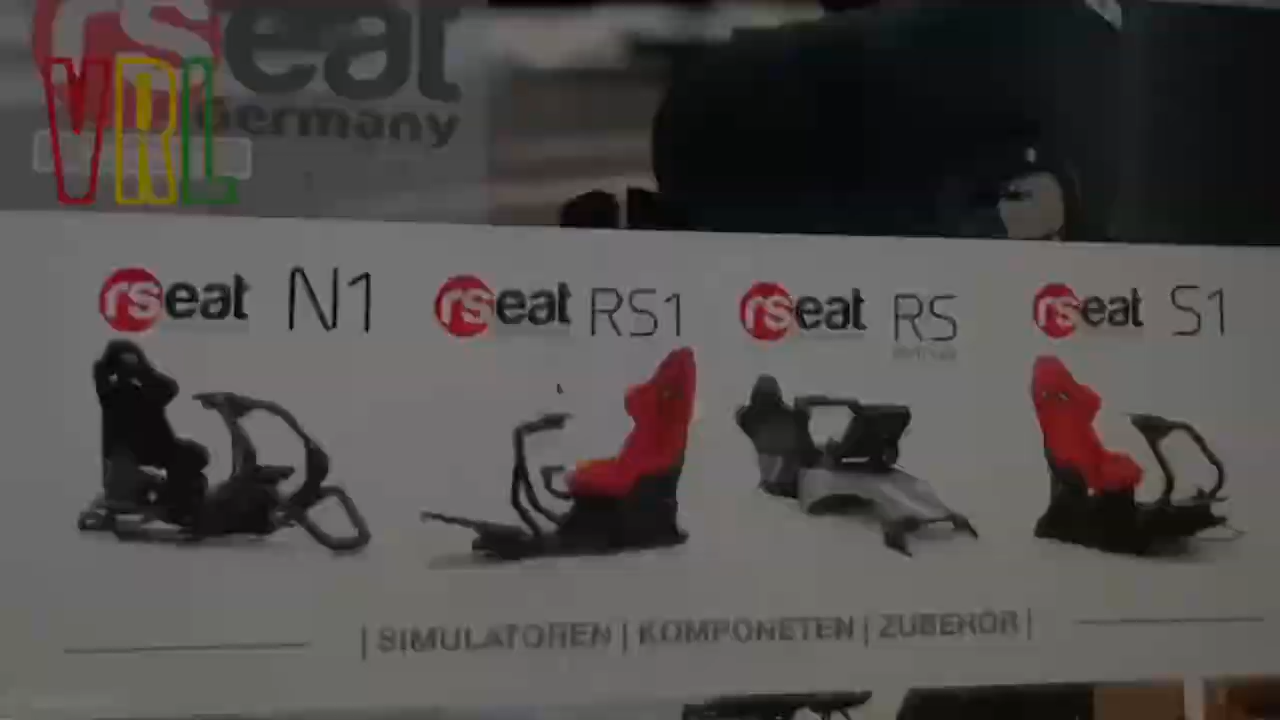 rseat
Germany
VRL
rseat N1
rseat RS1
rseat RS
rseat S1
| SIMULATOREN | KOMPONETEN | ZUBEHÖR |